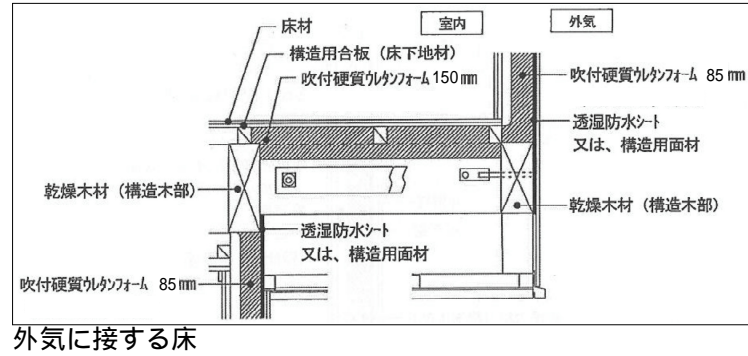 床材
室内
外気
構造用合板（床下地材）
吹付硬質ウレタンフォーム 150㎜
吹付硬質ウレタンフォーム 85㎜
透湿防水シート
又は、構造用面材
乾燥木材（構造木部）
乾燥木材（構造木部）
透湿防水シート
又は、構造用面材
吹付硬質ウレタンフォーム 85㎜
外気に接する床